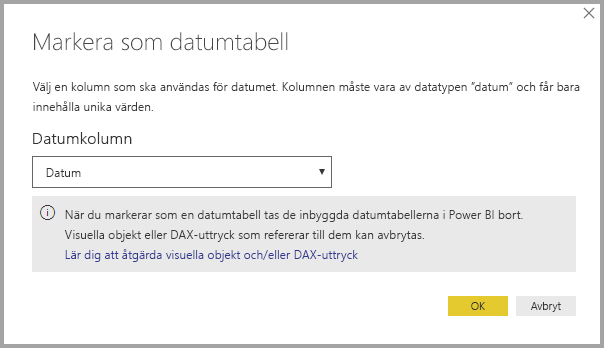 Markera som datumtabell
Välj en kolumn som ska användas för datumet. Kolumnen måste vara av datatypen ”datum” och får bara
innehålla unika värden.
Datumkolumn
Datum
När du markerar som en datumtabell tas de inbyggda datumtabellerna i Power BI bort.
Visuella objekt eller DAX-uttryck som refererar till dem kan avbrytas.
Lär dig att åtgärda visuella objekt och/eller DAX-uttryck
OK Avbryt